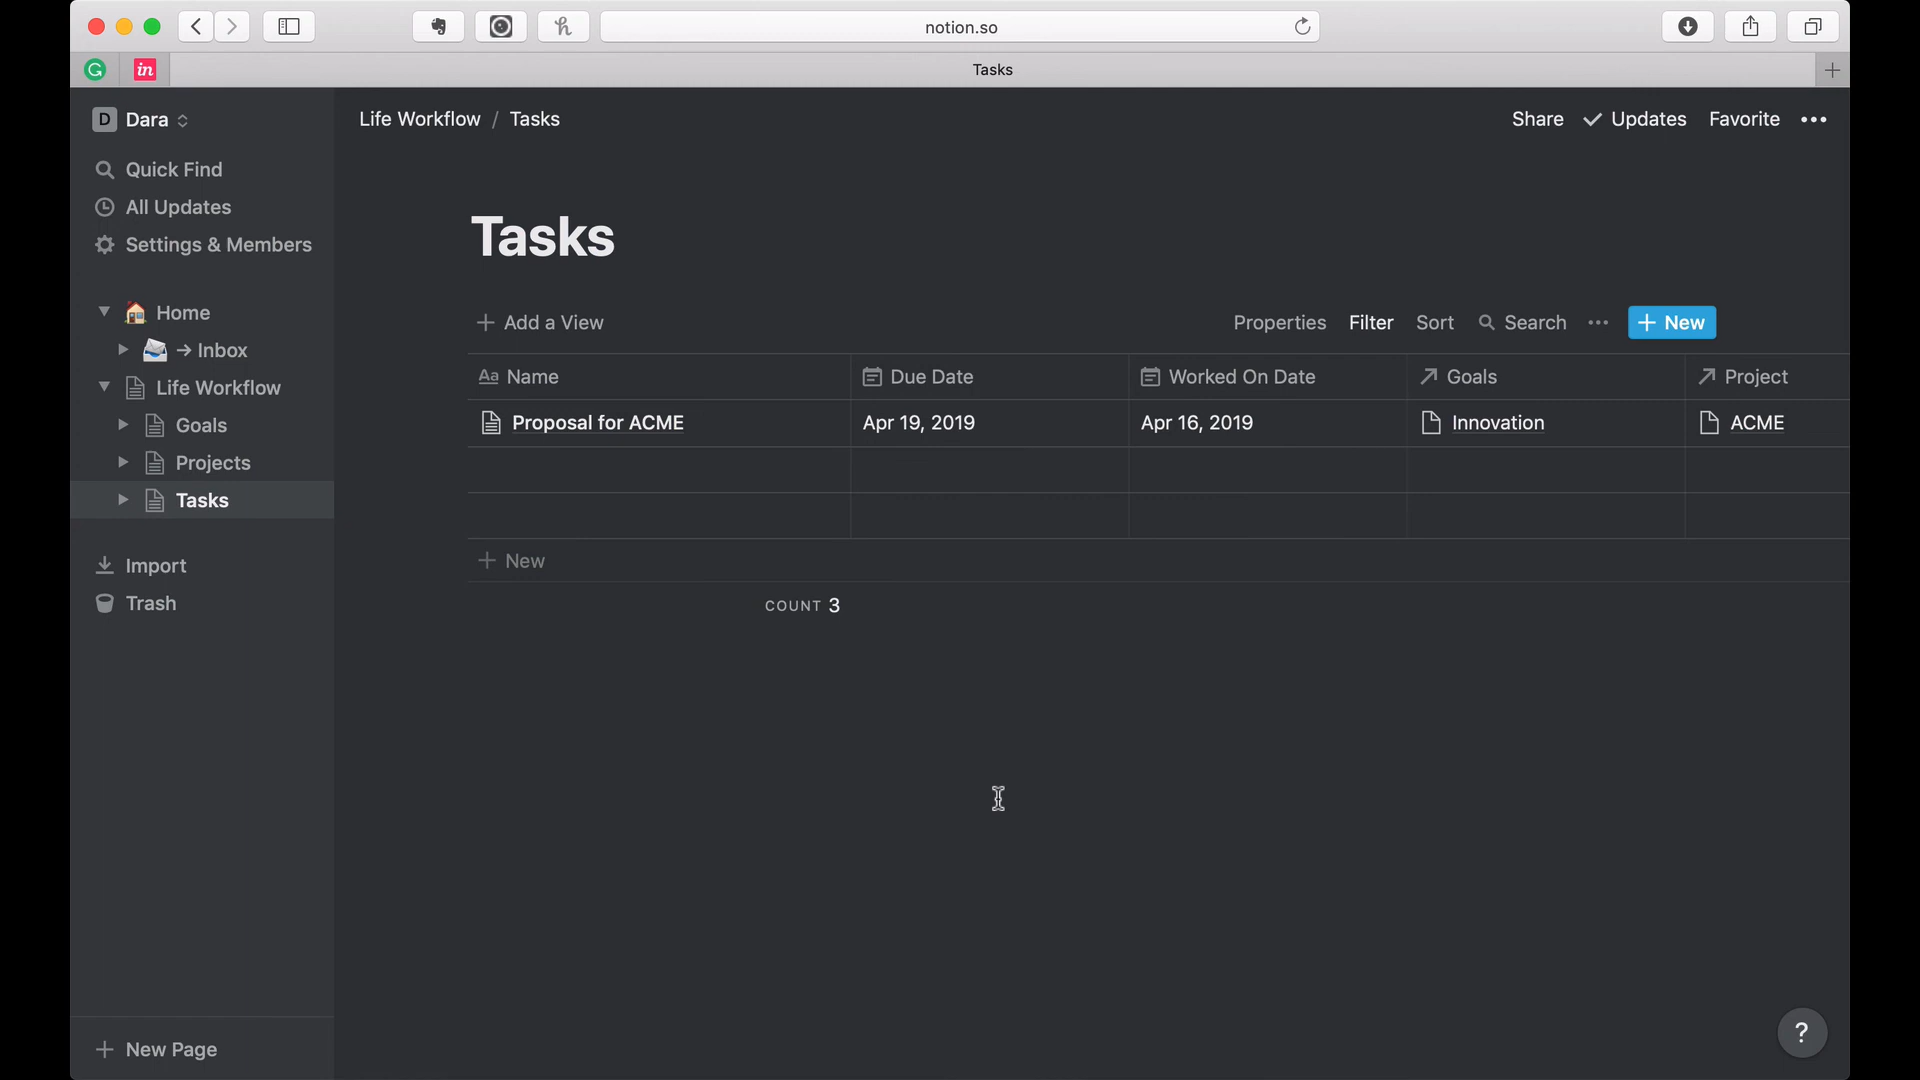 notion.so
G
in
Tasks
D Dara
Life Workflow / Tasks
Share
Updates
Favorite
Quick Find
All Updates
Settings & Members
Tasks
Home
→ Inbox
Life Workflow
Goals
Projects
Tasks
Import
Trash
New Page
+ Add a View
Properties
Filter
Sort
Search
+ New
Aa Name
Due Date
Worked On Date
Goals
Project
Proposal for ACME
Apr 19, 2019
Apr 16, 2019
Innovation
ACME
+ New
COUNT 3
?